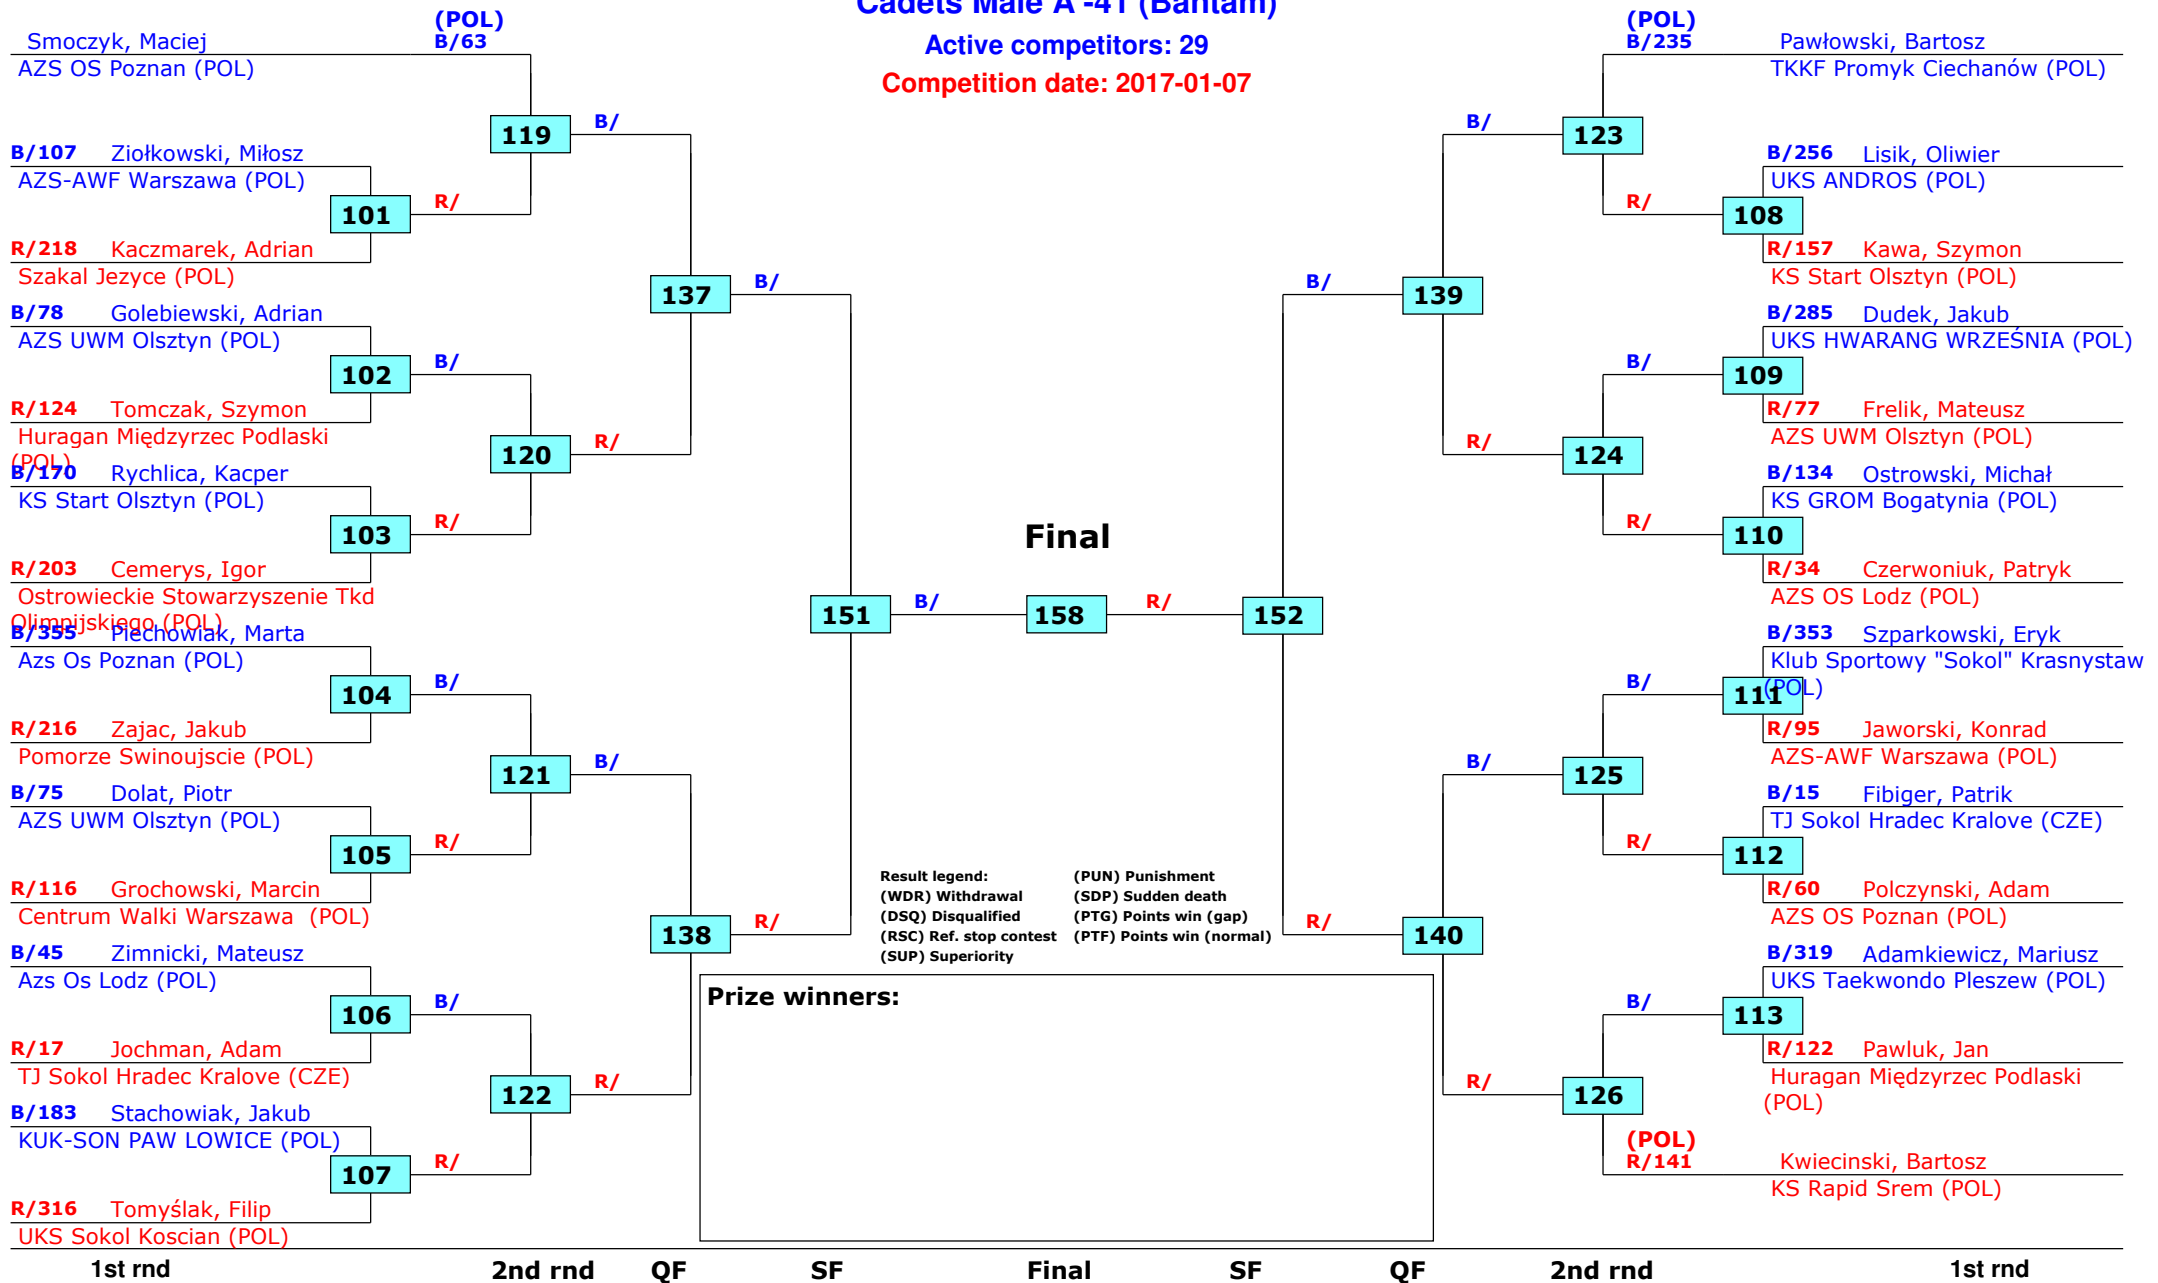 Cadets Male A -41 (Bantam)
Active competitors: 29
Competition date: 2017-01-07
(POL)
Smoczyk, Maciej B/63
AZS OS Poznan (POL)
119
B/
B/107 Ziołkowski, Miłosz
AZS-AWF Warszawa (POL)
101
R/
R/218 Kaczmarek, Adrian
Szakal Jezyce (POL)
137
B/
B/78 Golebiewski, Adrian
AZS UWM Olsztyn (POL)
102
B/
R/124 Tomczak, Szymon
Huragan Międzyrzec Podlaski
(POL)
120
R/
B/170 Rychlica, Kacper
KS Start Olsztyn (POL)
103
R/
R/203 Cemerys, Igor
Ostrowieckie Stowarzyszenie Tkd
Olimpijskiego (POL)
151
B/
B/355 Piechowiak, Marta
Azs Os Poznan (POL)
104
B/
R/216 Zajac, Jakub
Pomorze Swinoujscie (POL)
121
B/
B/75 Dolat, Piotr
AZS UWM Olsztyn (POL)
105
R/
R/116 Grochowski, Marcin
Centrum Walki Warszawa (POL)
138
R/
B/45 Zimnicki, Mateusz
Azs Os Lodz (POL)
106
B/
R/17 Jochman, Adam
TJ Sokol Hradec Kralove (CZE)
122
R/
B/183 Stachowiak, Jakub
KUK-SON PAW LOWICE (POL)
107
R/
R/316 Tomyślak, Filip
UKS Sokol Koscian (POL)
Final
158
R/
Result legend: (PUN) Punishment
(WDR) Withdrawal (SDP) Sudden death
(DSQ) Disqualified (PTG) Points win (gap)
(RSC) Ref. stop contest (PTF) Points win (normal)
(SUP) Superiority
Prize winners:
(POL)
B/235 Pawłowski, Bartosz
TKKF Promyk Ciechanów (POL)
B/
123
B/256 Lisik, Oliwier
UKS ANDROS (POL)
R/
108
R/157 Kawa, Szymon
KS Start Olsztyn (POL)
B/
139
B/285 Dudek, Jakub
UKS HWARANG WRZEŚNIA (POL)
B/
109
R/77 Frelik, Mateusz
AZS UWM Olsztyn (POL)
R/
124
B/134 Ostrowski, Michał
KS GROM Bogatynia (POL)
R/
110
R/34 Czerwoniuk, Patryk
AZS OS Lodz (POL)
152
B/353 Szparkowski, Eryk
Klub Sportowy "Sokol" Krasnystaw
(POL)
B/
111
R/95 Jaworski, Konrad
AZS-AWF Warszawa (POL)
B/
125
B/15 Fibiger, Patrik
TJ Sokol Hradec Kralove (CZE)
R/
112
R/60 Polczynski, Adam
AZS OS Poznan (POL)
R/
140
B/319 Adamkiewicz, Mariusz
UKS Taekwondo Pleszew (POL)
B/
113
R/122 Pawluk, Jan
Huragan Międzyrzec Podlaski
(POL)
R/
126
(POL)
R/141 Kwiecinski, Bartosz
KS Rapid Srem (POL)
1st rnd 2nd rnd QF SF Final SF QF 2nd rnd 1st rnd